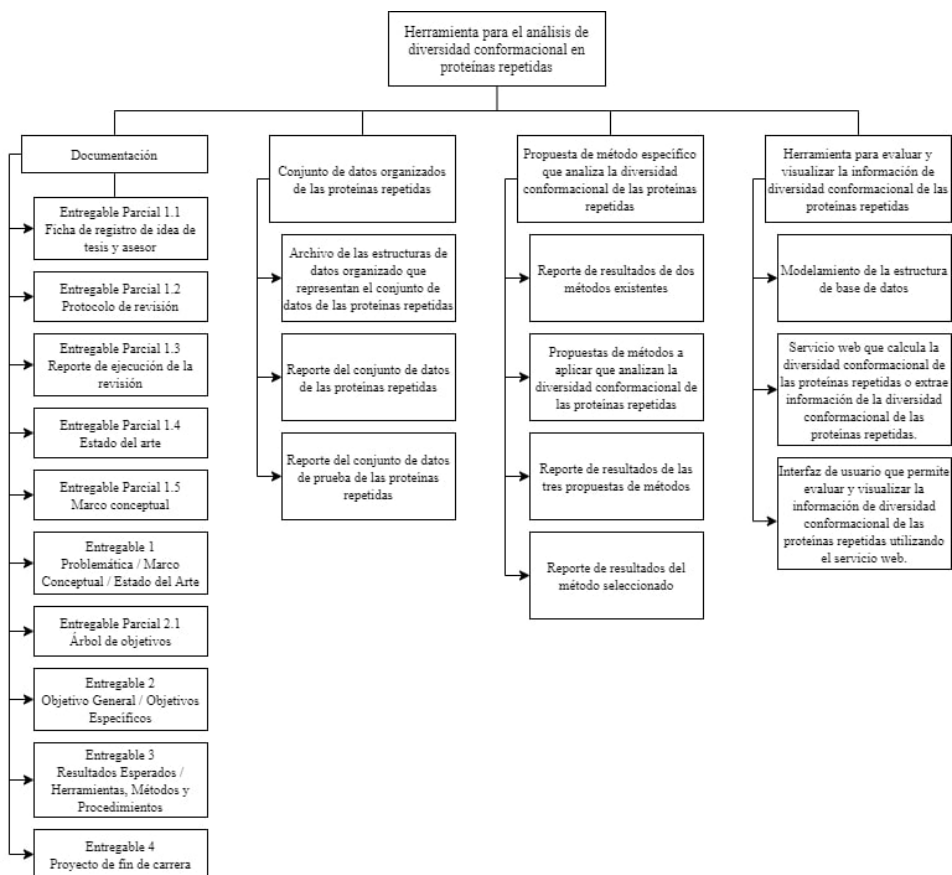 Herramienta para el análisis de
diversidad conformacional en
proteínas repetidas
Documentación
Entregable Parcial 1.1
Ficha de registro de idea de
tesis y asesor
Entregable Parcial 1.2
Protocolo de revisión
Entregable Parcial 1.3
Reporte de ejecución de la
revisión
Entregable Parcial 1.4
Estado del arte
Entregable Parcial 1.5
Marco conceptual
Entregable 1
Problemática / Marco
Conceptual / Estado del Arte
Entregable Parcial 2.1
Árbol de objetivos
Entregable 2
Objetivo General / Objetivos
Específicos
Entregable 3
Resultados Esperados /
Herramientas, Métodos y
Procedimientos
Entregable 4
Proyecto de fin de carrera
Conjunto de datos organizados
de las proteínas repetidas
Archivo de las estructuras de
datos organizado que
representan el conjunto de
datos de las proteínas repetidas
Reporte del conjunto de datos
de las proteínas repetidas
Reporte del conjunto de datos
de prueba de las proteínas
repetidas
Propuesta de método específico
que analiza la diversidad
conformacional de las proteínas
repetidas
Reporte de resultados de dos
métodos existentes
Propuestas de métodos a
aplicar que analizan la
diversidad conformacional de
las proteínas repetidas
Reporte de resultados de las
tres propuestas de métodos
Reporte de resultados del
método seleccionado
Herramienta para evaluar y
visualizar la información de
diversidad conformacional de las
proteínas repetidas
Modelamiento de la estructura
de base de datos
Servicio web que calcula la
diversidad conformacional de
las proteínas repetidas o extrae
información de la diversidad
conformacional de las
proteínas repetidas.
Interfaz de usuario que permite
evaluar y visualizar la
información de diversidad
conformacional de las
proteínas repetidas utilizando
el servicio web.